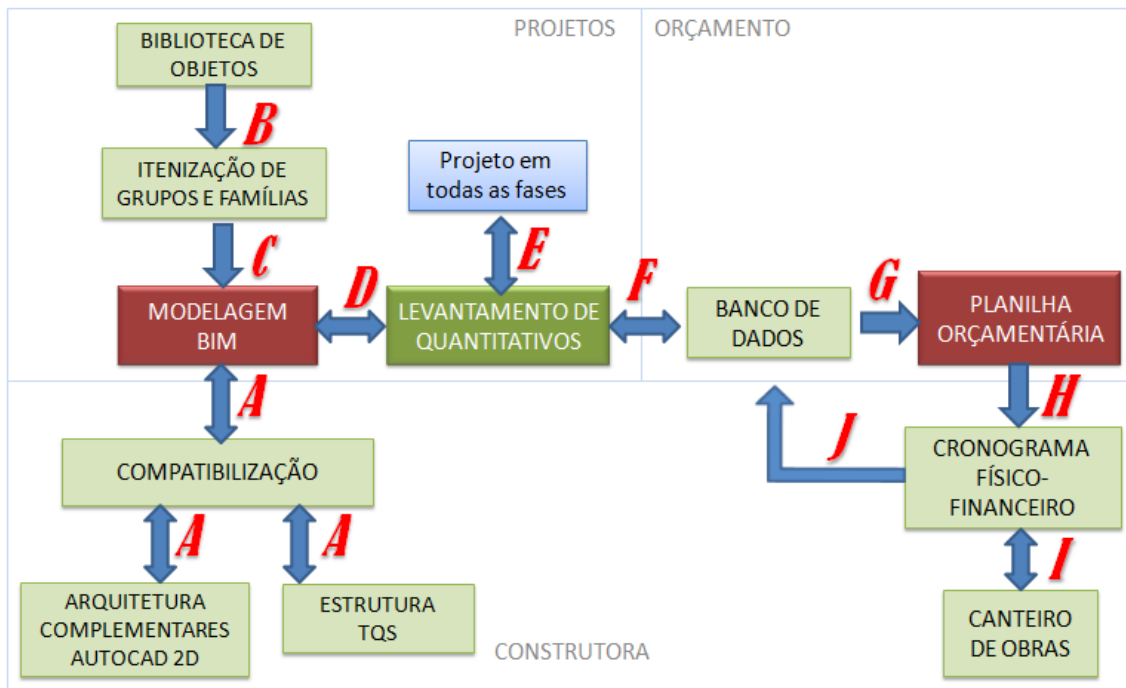 PROJETOS
ORÇAMENTO
BIBLIOTECA DE
OBJETOS
B
ITENIZAÇÃO DE
GRUPOS E FAMÍLIAS
Projeto em
todas as fases
C
D
E
F
G
MODELAGEM
BIM
LEVANTAMENTO DE
QUANTITATIVOS
BANCO DE
DADOS
PLANILHA
ORÇAMENTÁRIA
A
H
COMPATIBILIZAÇÃO
J
CRONOGRAMA
FÍSICO-
FINANCEIRO
A
A
I
ARQUITETURA
COMPLEMENTARES
AUTOCAD 2D
ESTRUTURA
TQS
CANTEIRO
DE OBRAS
CONSTRUTORA